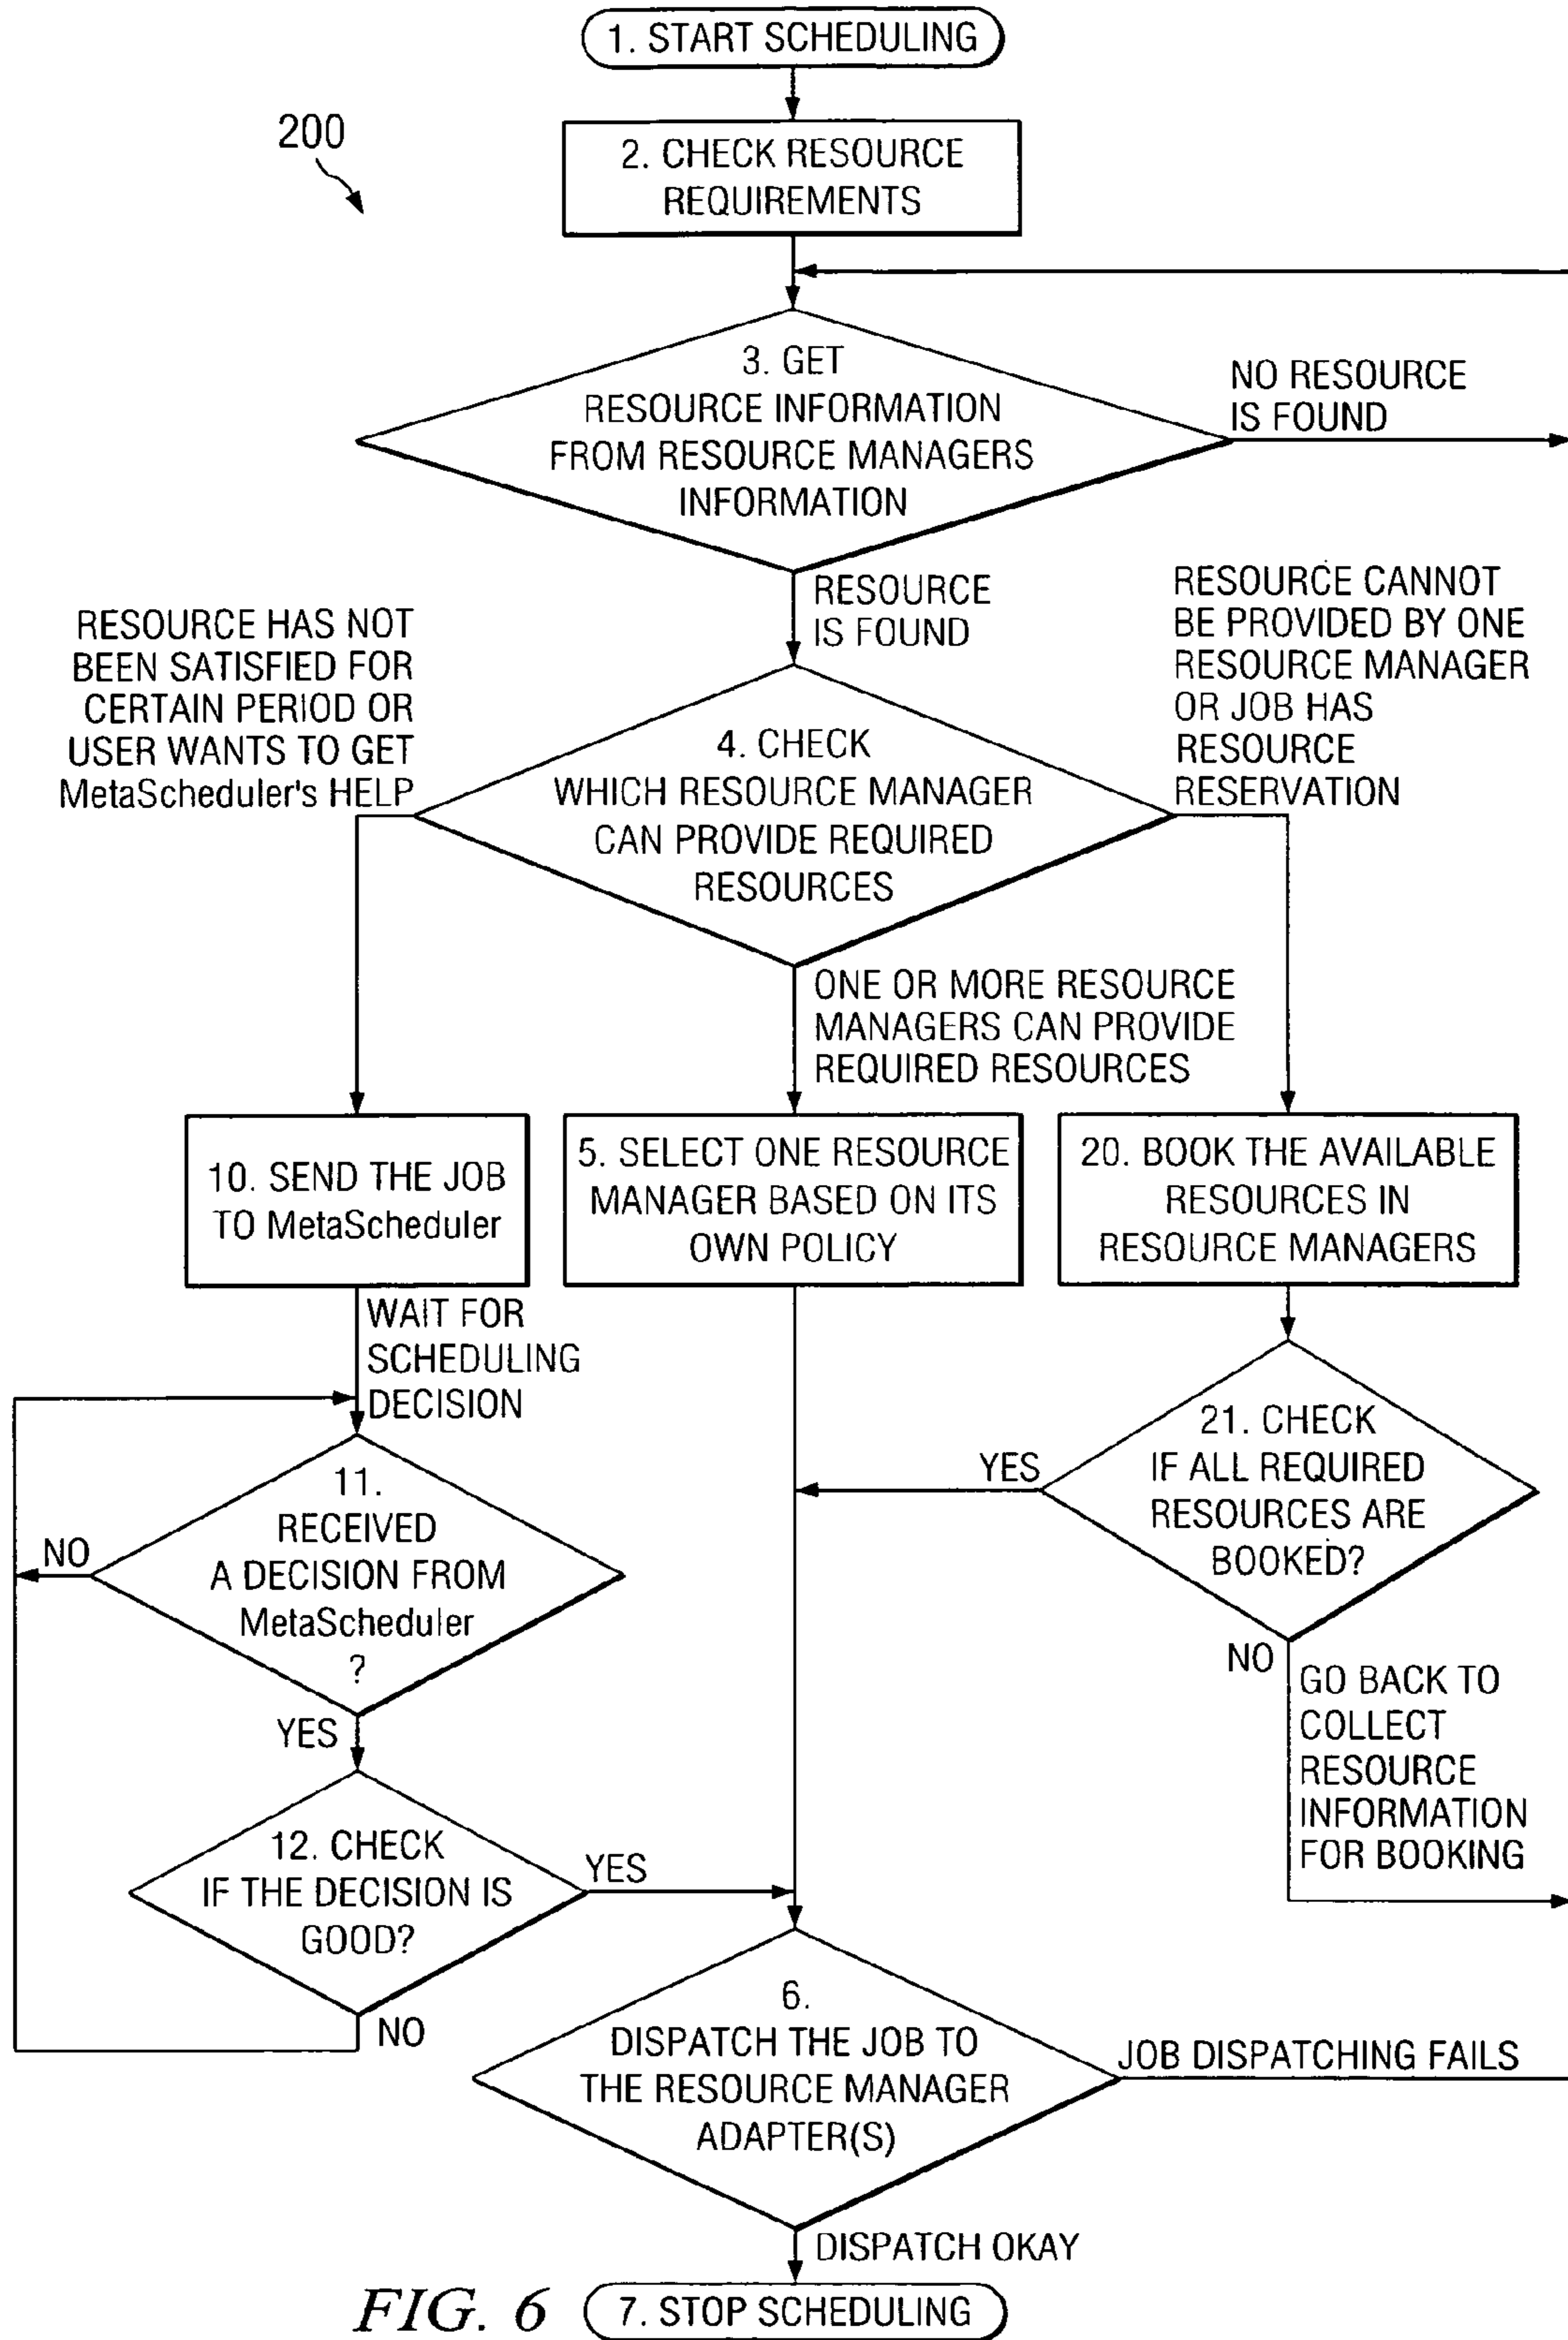 1. START SCHEDULING
200
2. CHECK RESOURCE
REQUIREMENTS
3. GET
RESOURCE INFORMATION
FROM RESOURCE MANAGERS
INFORMATION
NO RESOURCE
IS FOUND
RESOURCE
IS FOUND
RESOURCE HAS NOT
BEEN SATISFIED FOR
CERTAIN PERIOD OR
USER WANTS TO GET
MetaScheduler's HELP
RESOURCE CANNOT
BE PROVIDED BY ONE
RESOURCE MANAGER
OR JOB HAS
RESOURCE
RESERVATION
4. CHECK
WHICH RESOURCE MANAGER
CAN PROVIDE REQUIRED
RESOURCES
ONE OR MORE RESOURCE
MANAGERS CAN PROVIDE
REQUIRED RESOURCES
10. SEND THE JOB
TO MetaScheduler
5. SELECT ONE RESOURCE
MANAGER BASED ON ITS
OWN POLICY
20. BOOK THE AVAILABLE
RESOURCES IN
RESOURCE MANAGERS
WAIT FOR
SCHEDULING
DECISION
21. CHECK
IF ALL REQUIRED
RESOURCES ARE
BOOKED?
YES
NO
GO BACK TO
COLLECT
RESOURCE
INFORMATION
FOR BOOKING
11.
RECEIVED
A DECISION FROM
MetaScheduler
?
NO
YES
12. CHECK
IF THE DECISION IS
GOOD?
YES
NO
6.
DISPATCH THE JOB TO
THE RESOURCE MANAGER
ADAPTER(S)
JOB DISPATCHING FAILS
DISPATCH OKAY
FIG. 6
7. STOP SCHEDULING